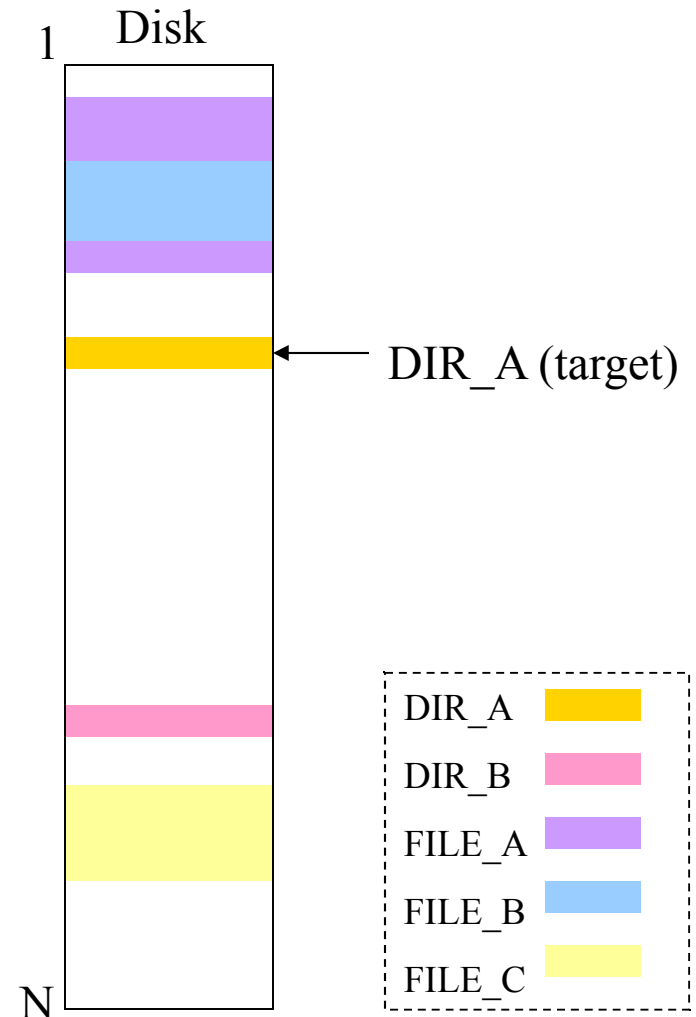 Disk
1
DIR_A (target)
DIR_A
DIR_B
FILE_A
FILE_B
FILE_C
N